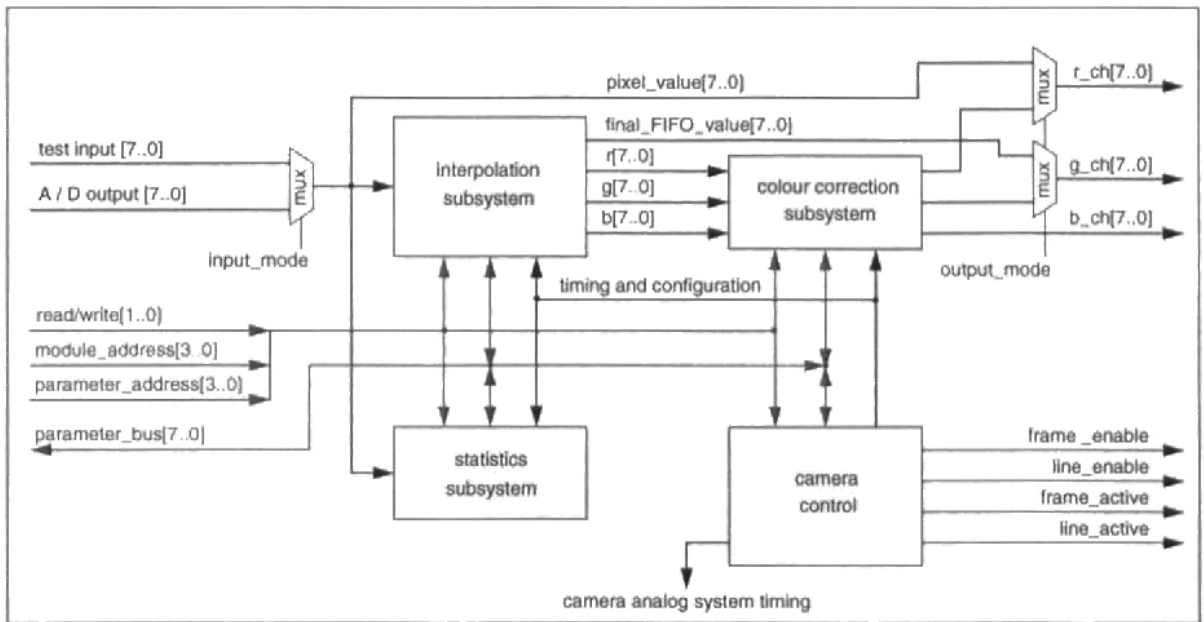 pixel_value[7..0]
r_ch[7..0]
mux
final_FIFO_value[7..0]
test input [7..0]
interpolation
subsystem
r[7..0]
g_ch[7..0]
mux
mux
A / D output [7..0]
g[7..0]
colour correction
subsystem
b[7..0]
b_ch[7..0]
input_mode
output_mode
timing and configuration
read/write[1..0]
module_address[3..0]
parameter_address[3..0]
parameter_bus[7..0]
statistics
subsystem
camera
control
frame_enable
line_enable
frame_active
line_active
camera analog system timing